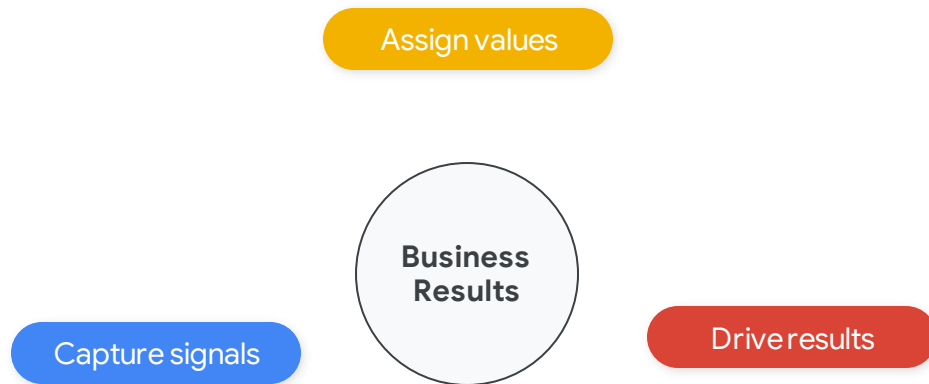 Assign values
Business
Results
Capture signals
Drive results